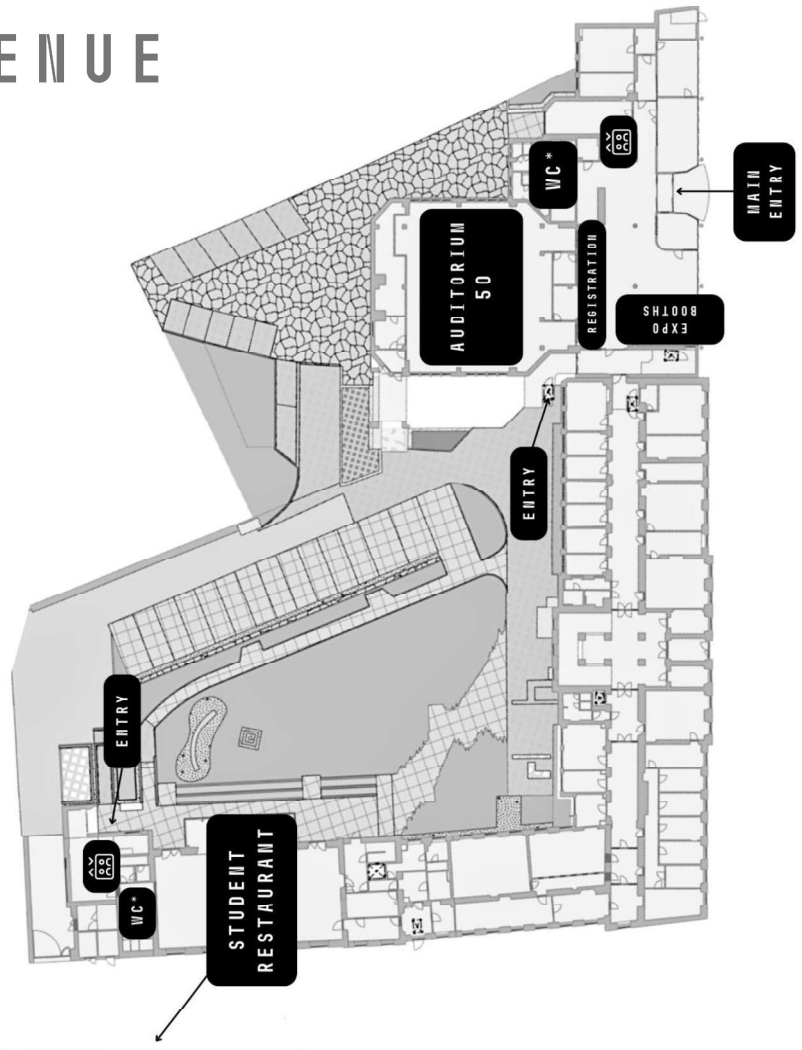 ENUE
WC*
MAIN
ENTRY
AUDITORIUM
50
REGISTRATION
EXPO
BOOTHS
ENTRY
ENTRY
WC*
STUDENT
RESTAURANT